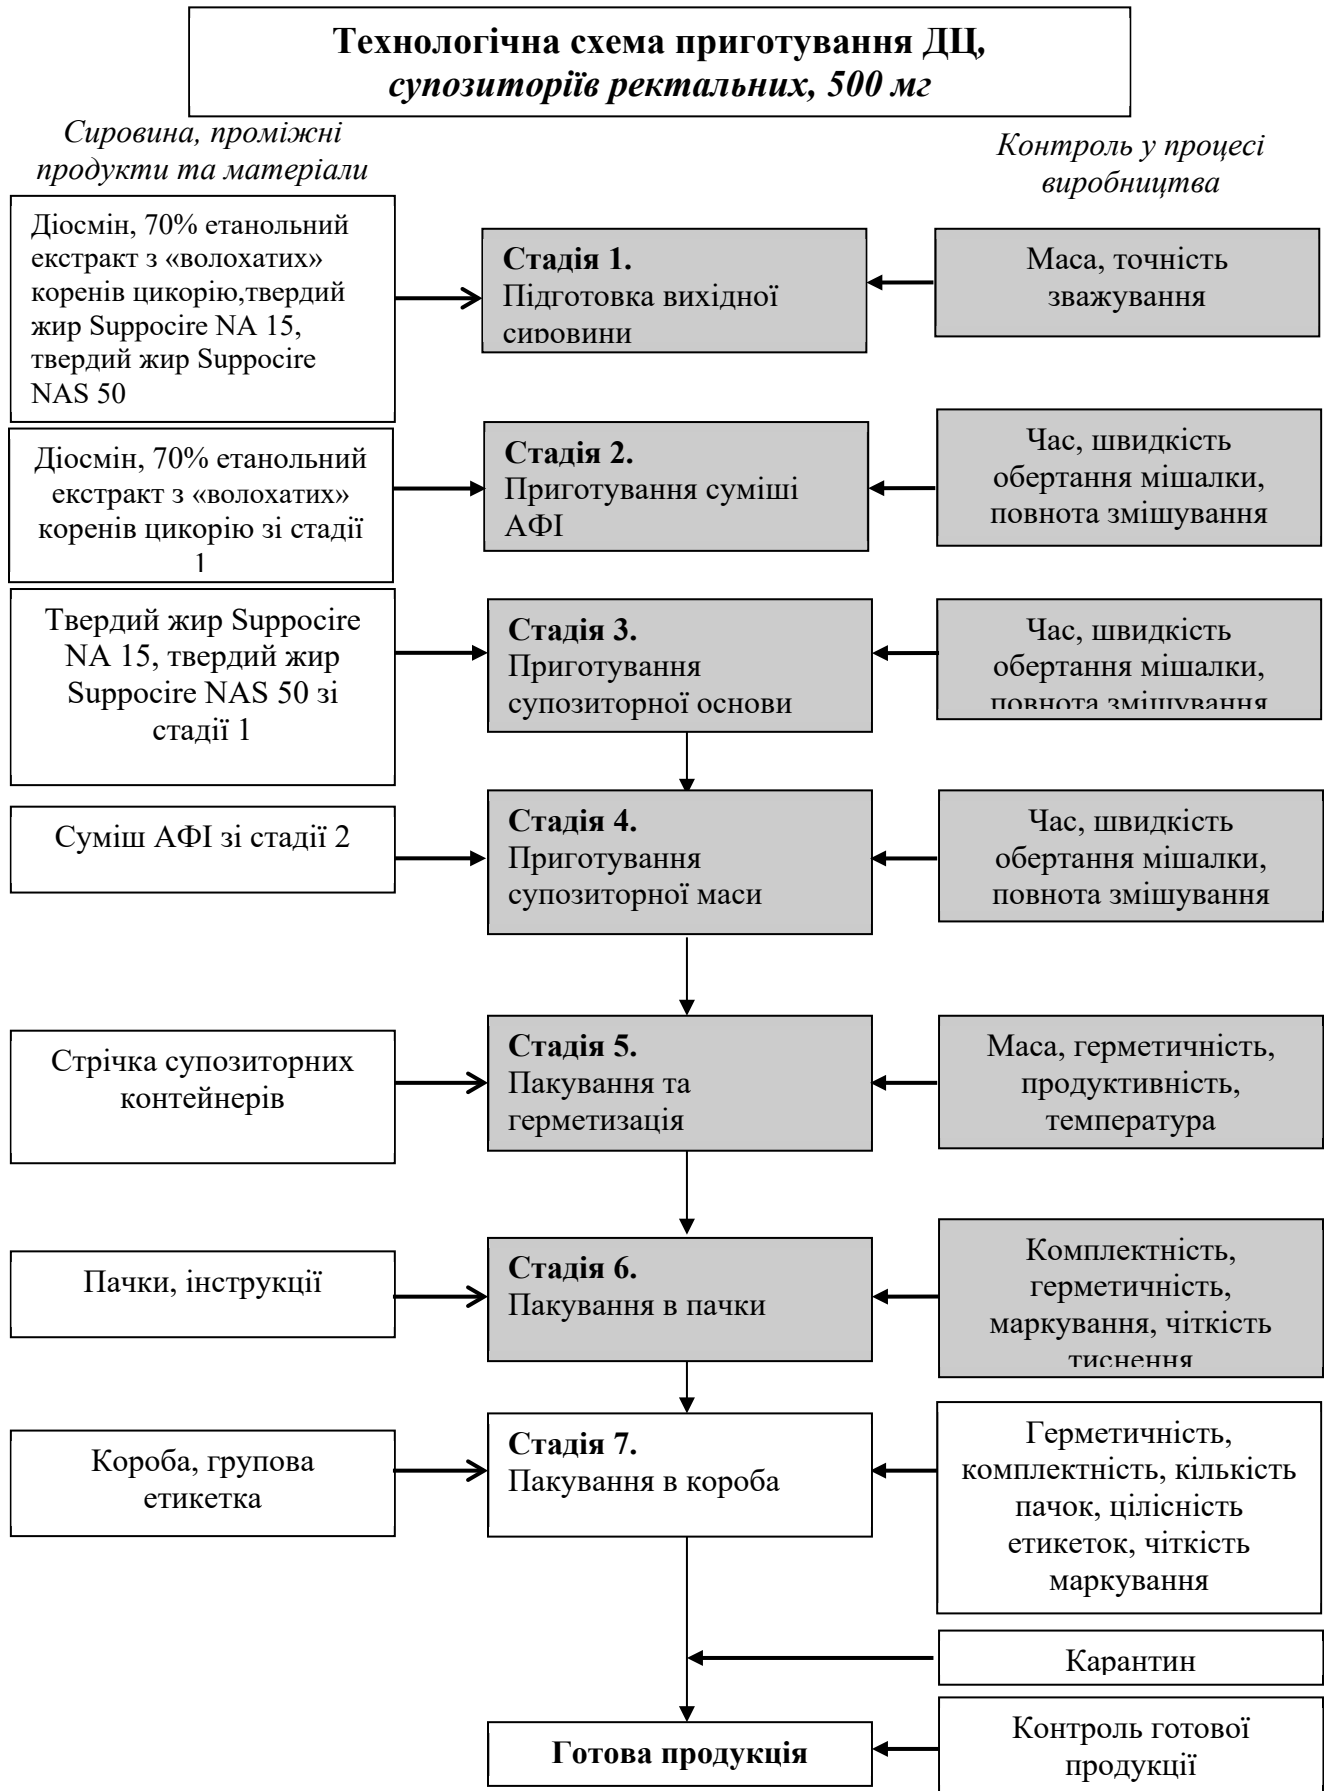 Технологічна схема приготування ДЦ,
супозиторіїв ректальних, 500 мг
Сировина, проміжні
продукти та матеріали
Контроль у процесі
виробництва
Діосмін, 70% етанольний
екстракт з «волохатих»
коренів цикорію,твердий
жир Suppocire NA 15,
твердий жир Suppocire
NAS 50
Стадія 1.
Підготовка вихідної
сировини
Маса, точність
зважування
Діосмін, 70% етанольний
екстракт з «волохатих»
коренів цикорію зі стадії
1
Стадія 2.
Приготування суміші
АФІ
Час, швидкість
обертання мішалки,
повнота змішування
Твердий жир Suppocire
NA 15, твердий жир
Suppocire NAS 50 зі
стадії 1
Стадія 3.
Приготування
супозиторної основи
Час, швидкість
обертання мішалки,
повнота змішування
Суміш АФІ зі стадії 2
Стадія 4.
Приготування
супозиторної маси
Час, швидкість
обертання мішалки,
повнота змішування
Стрічка супозиторних
контейнерів
Стадія 5.
Пакування та
герметизація
Маса, герметичність,
продуктивність,
температура
Пачки, інструкції
Стадія 6.
Пакування в пачки
Комплектність,
герметичність,
маркування, чіткість
тиснення
Короба, групова
етикетка
Стадія 7.
Пакування в короба
Герметичність,
комплектність, кількість
пачок, цілісність
етикеток, чіткість
маркування
Карантин
Готова продукція
Контроль готової
продукції